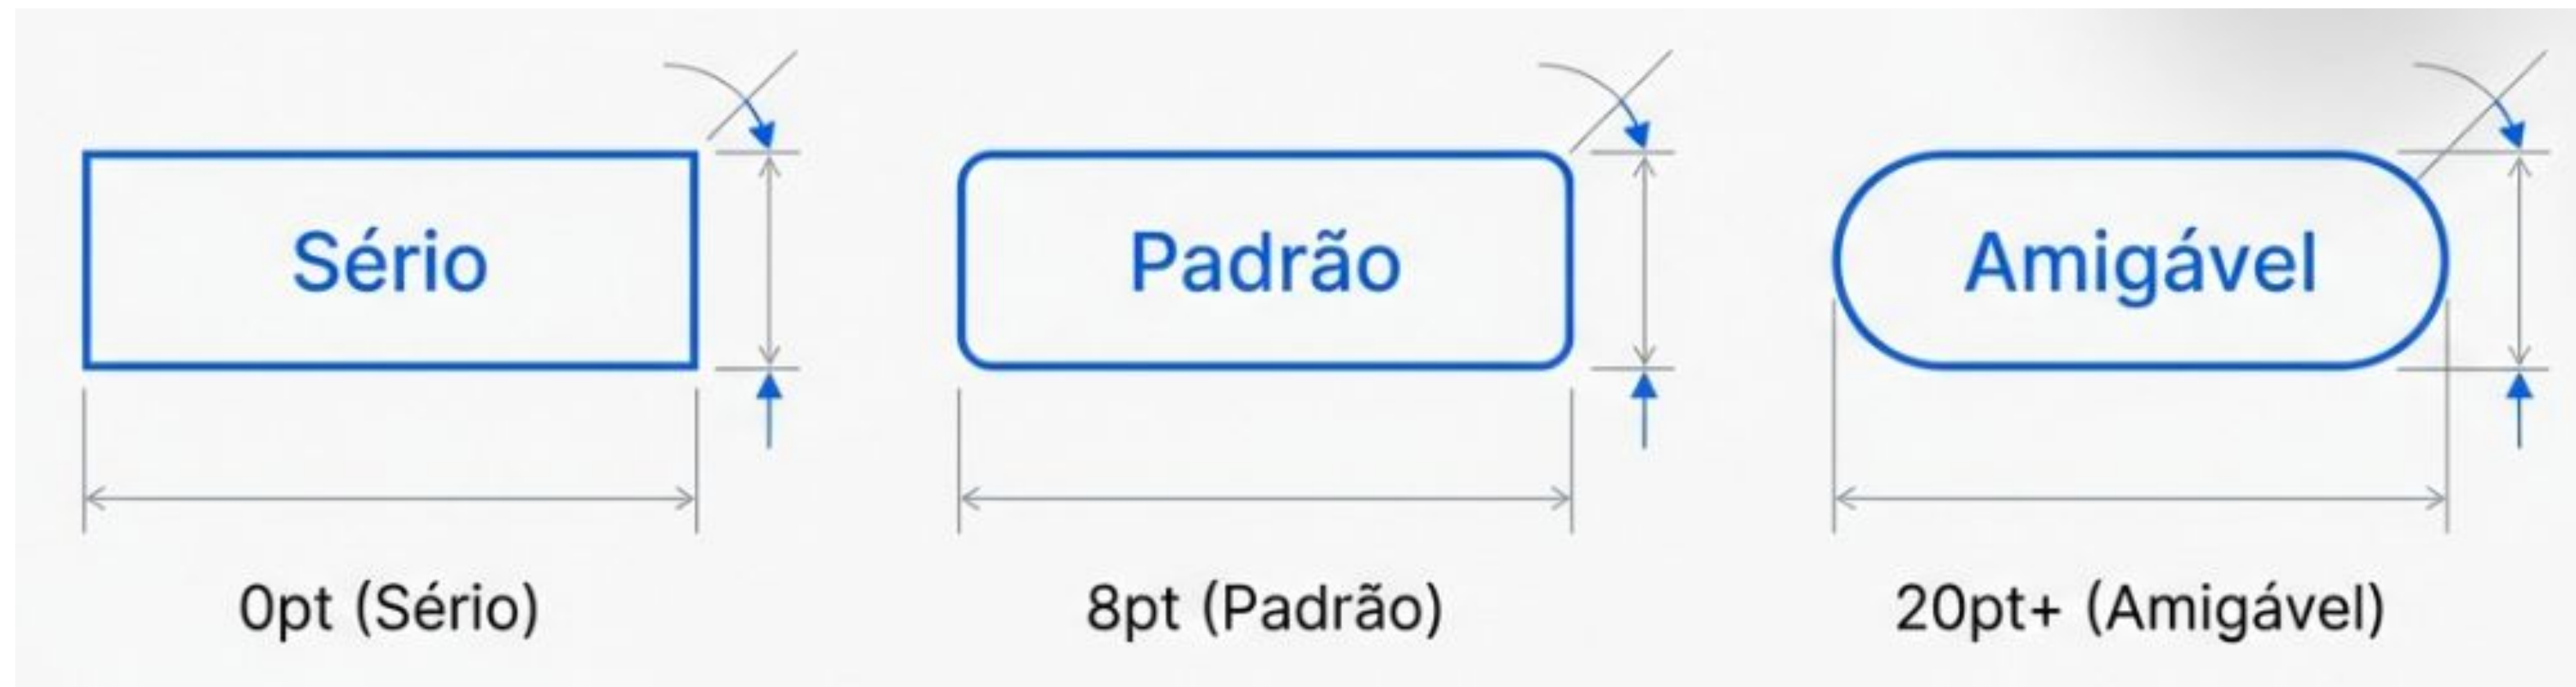 Sério
Padrão
Amigável
0pt (Sério)
8pt (Padrão)
20pt+ (Amigável)